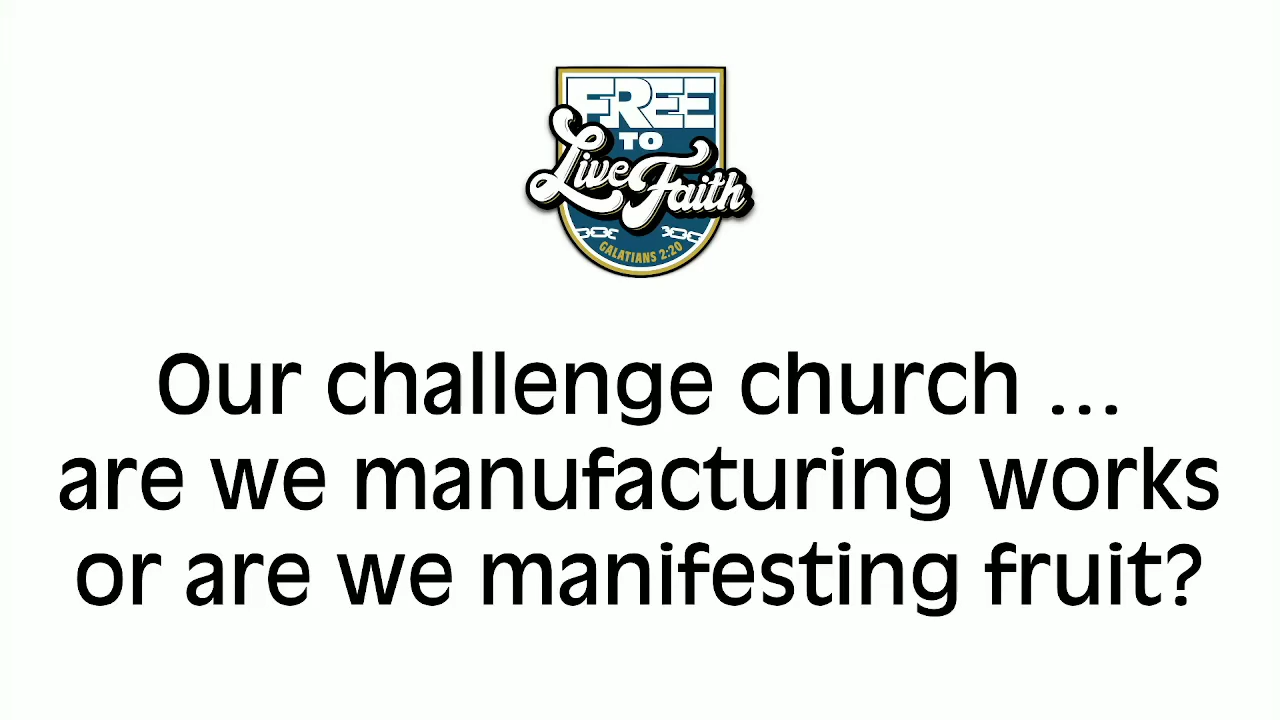 FREE
TO
Live Faith
GALATIANS 2:20
Our challenge church ...
are we manufacturing works
or are we manifesting fruit?